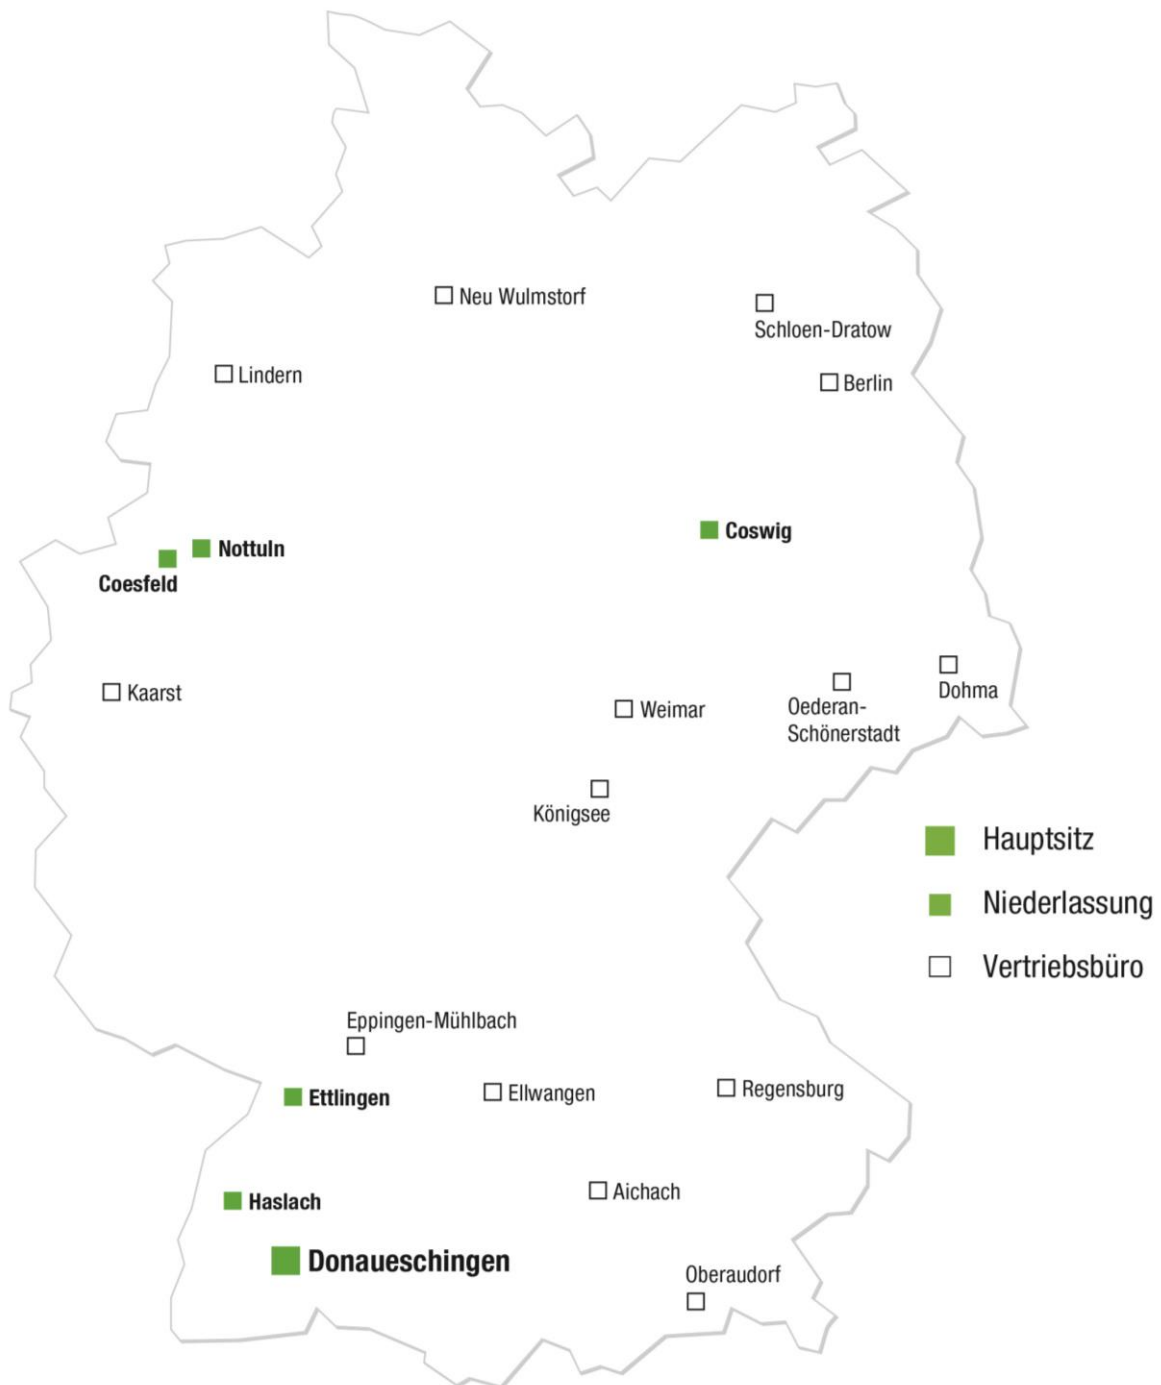 Neu Wulmstorf
Schloen-Dratow
Lindern
Berlin
Coswig
Nottuln
Coesfeld
Kaarst
Weimar
Oederan-
Schönerstadt
Dohma
Königsee
Hauptsitz
Niederlassung
Vertriebsbüro
Eppingen-Mühlbach
Ettlingen
Ellwangen
Regensburg
Haslach
Aichach
Donaueschingen
Oberaudorf